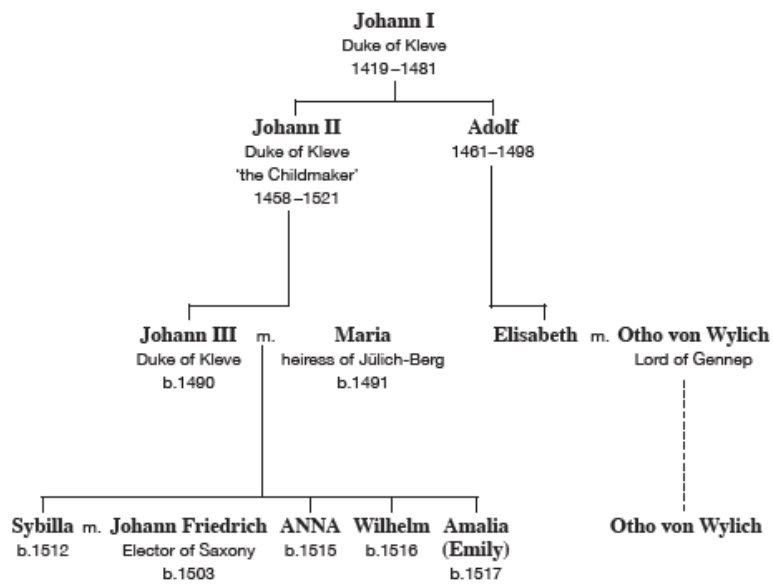 Johann I
Duke of Kleve
1419–1481
Johann II
Duke of Kleve
'the Childmaker'
1458–1521
Adolf
1461–1498
Johann III m. Maria
Duke of Kleve
b.1490
heiress of Jülich-Berg
b.1491
Elisabeth m. Otho von Wylich
Lord of Gennep
Sybilla m. Johann Friedrich
b.1512
Elector of Saxony
b.1503
ANNA
b.1515
Wilhelm
b.1516
Amalia
(Emily)
b.1517
Otho von Wylich